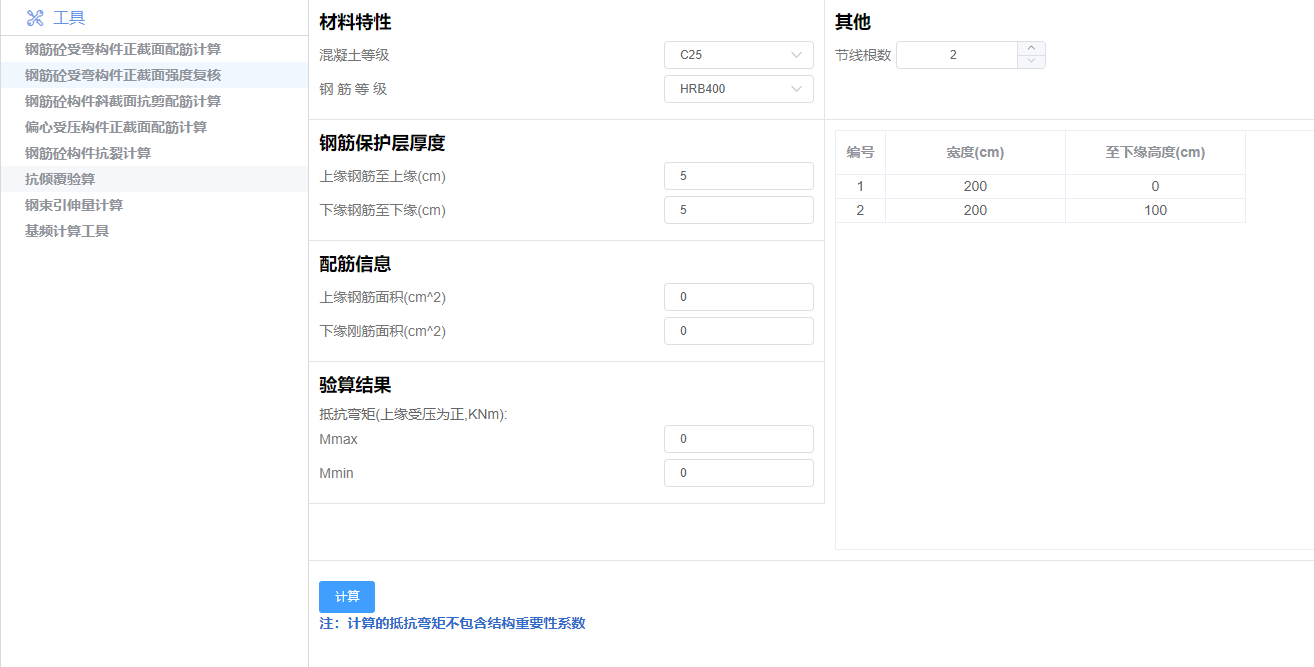 工具
钢筋砼受弯构件正截面配筋计算
钢筋砼受弯构件正截面强度复核
钢筋砼构件斜截面抗剪配筋计算
偏心受压构件正截面配筋计算
钢筋砼构件抗裂计算
抗倾覆验算
钢束引伸量计算
基频计算工具
材料特性
混凝土等级 C25
钢 筋 等 级 HRB400
钢筋保护层厚度
上缘钢筋至上缘(cm) 5
下缘钢筋至下缘(cm) 5
配筋信息
上缘钢筋面积(cm^2) 0
下缘刚筋面积(cm^2) 0
验算结果
抵抗弯矩(上缘受压为正,KNm):
Mmax 0
Mmin 0
其他
节线根数 2
编号 宽度(cm) 至下缘高度(cm)
1 200 0
2 200 100
计算
注：计算的抵抗弯矩不包含结构重要性系数